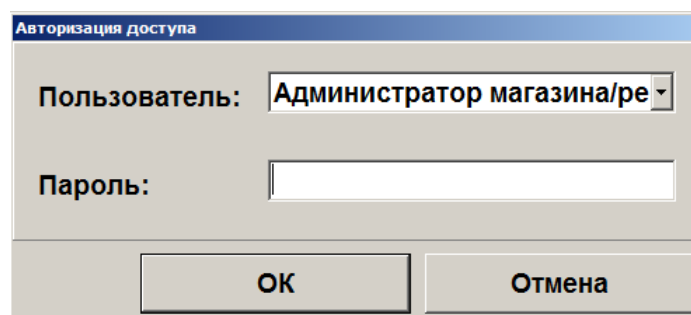 Авторизация доступа
Пользователь: Администратор магазина/ре
Пароль:
ОК Отмена